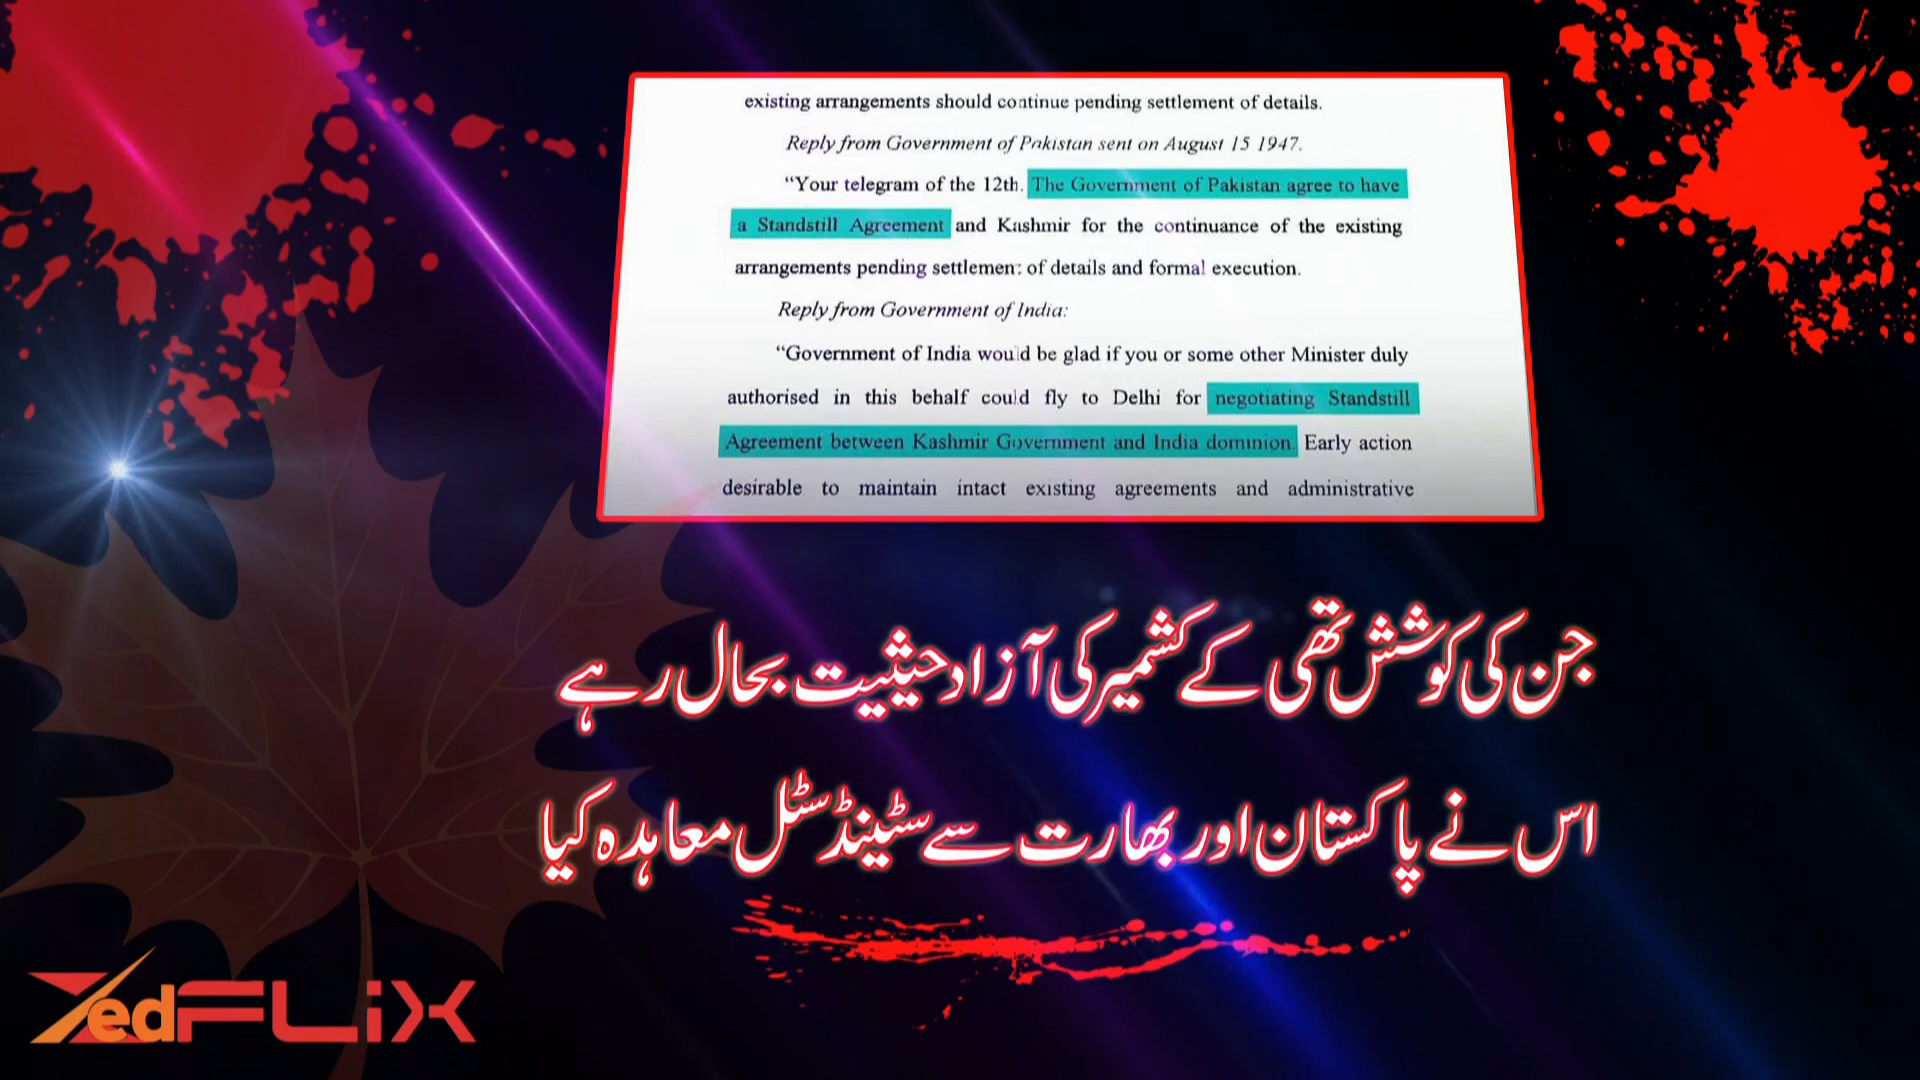 existing arrangements should continue pending settlement of details.
Reply from Government of Pakistan sent on August 15 1947.
“Your telegram of the 12th. The Government of Pakistan agree to have
a Standstill Agreement and Kashmir for the continuance of the existing
arrangements pending settlement of details and formal execution.
Reply from Government of India:
“Government of India would be glad if you or some other Minister duly
authorised in this behalf could fly to Delhi for negotiating Standstill
Agreement between Kashmir Government and India dominion. Early action
desirable to maintain intact existing agreements and administrative
جن کی کوشش تھی کے کشمیر کی آزاد حیثیت بحال رہے
اس نے پاکستان اور بھارت سے سٹینڈ سٹل معاہدہ کیا
ZedFLiX